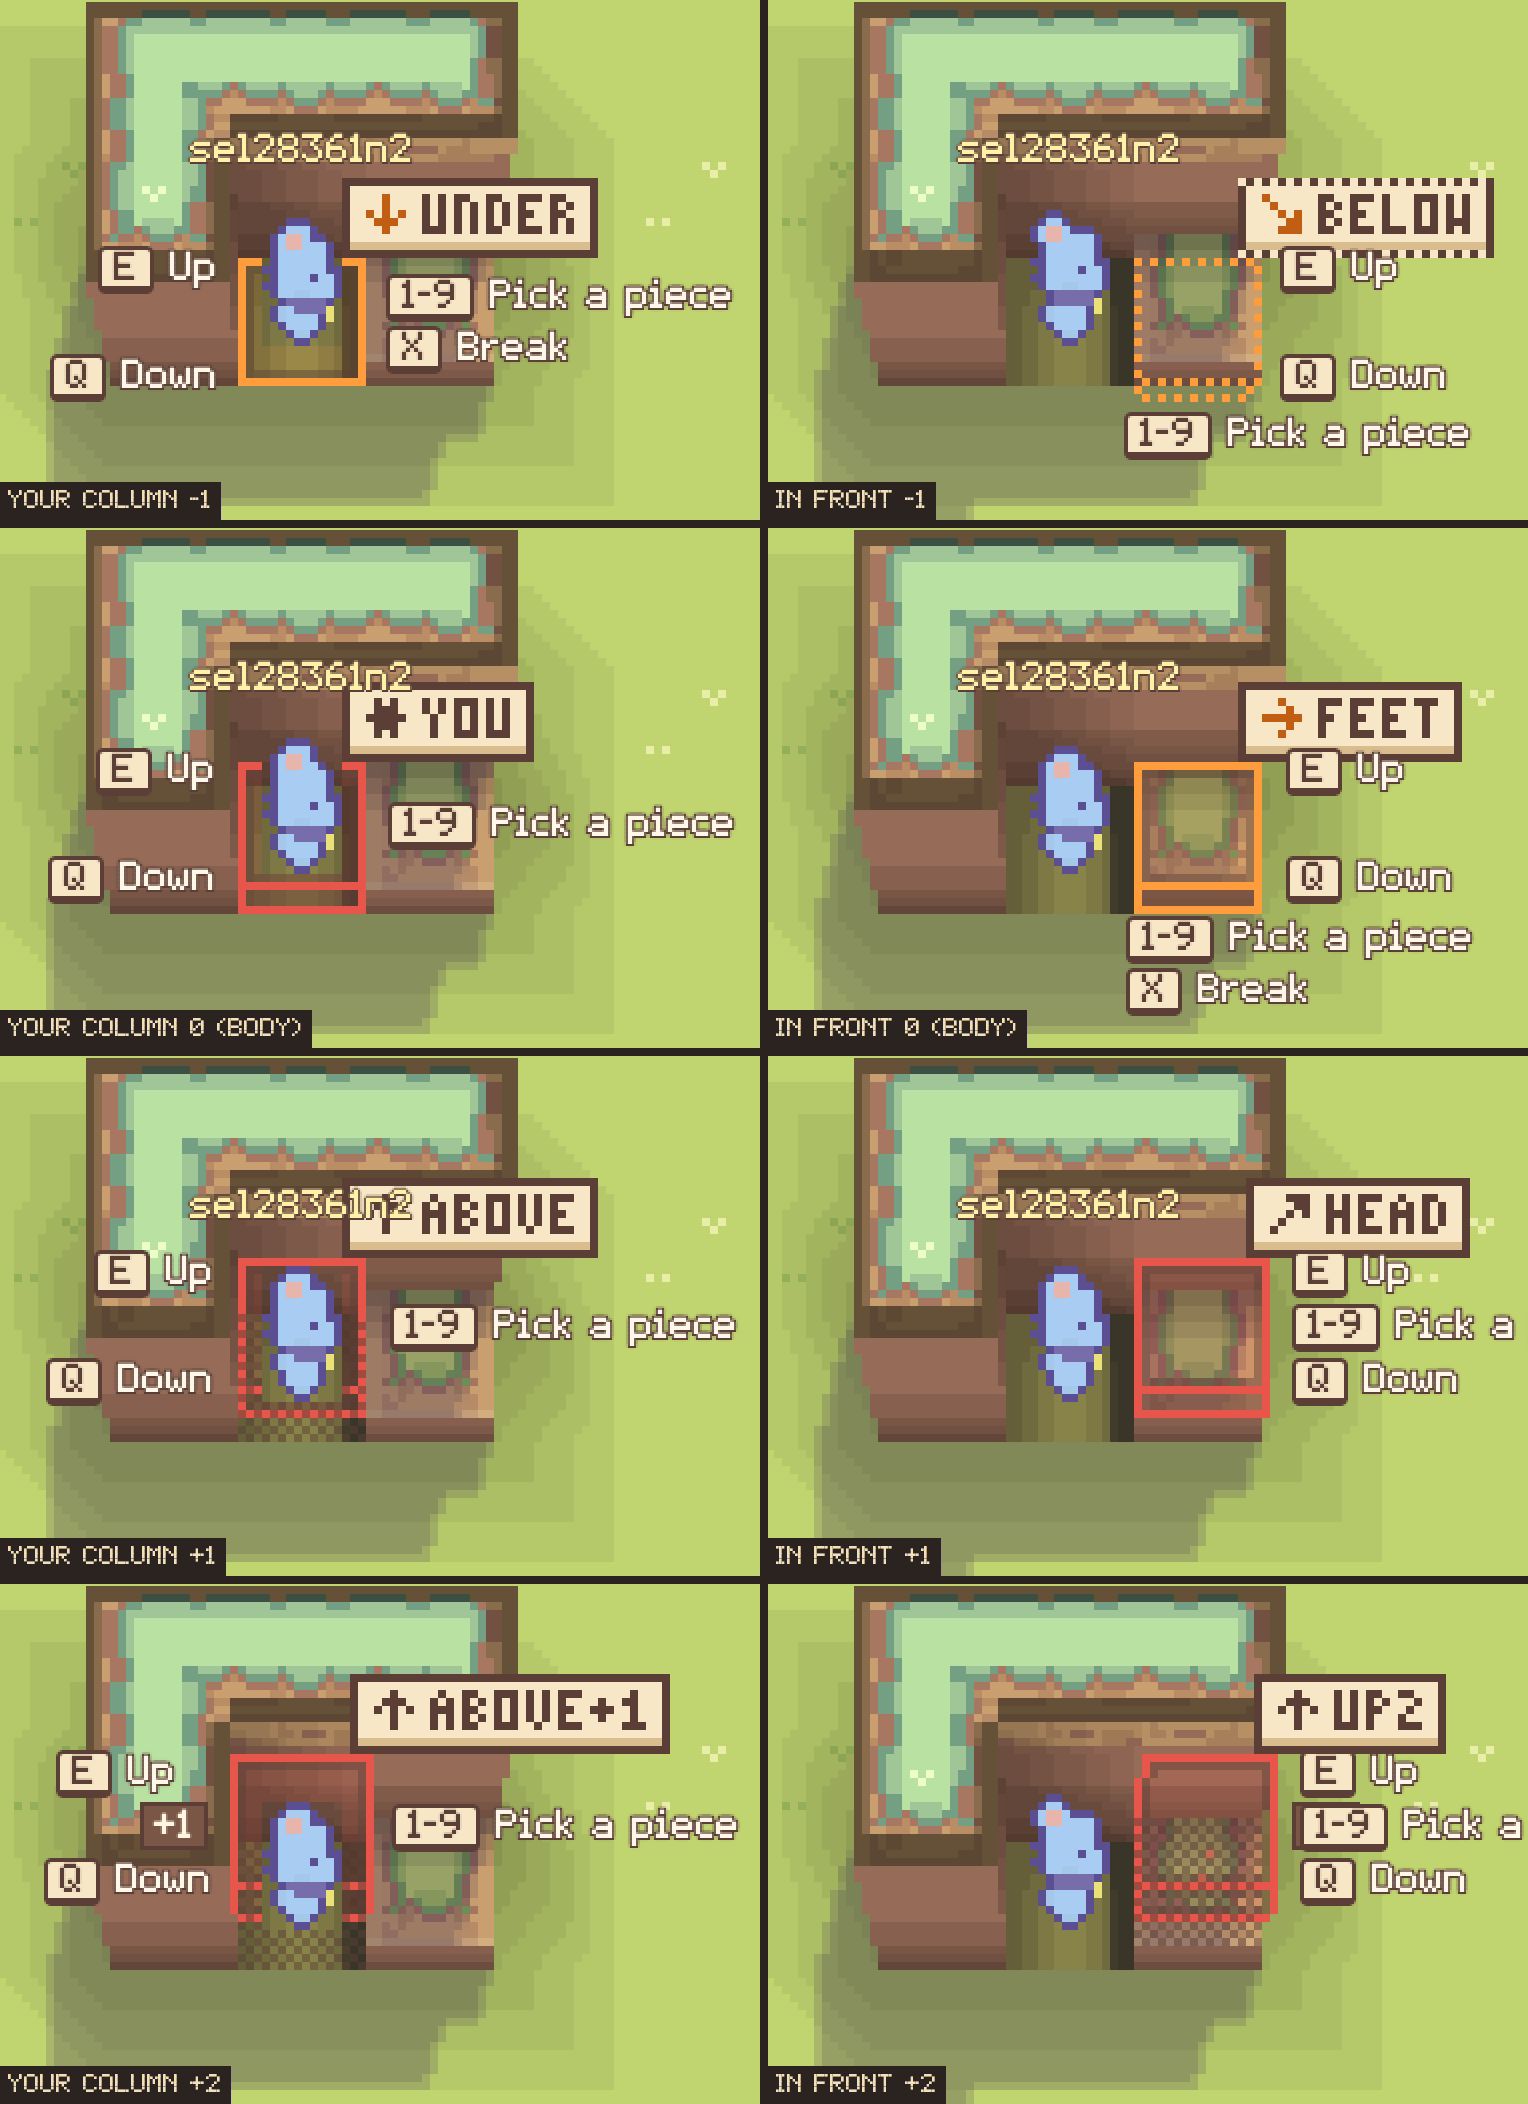 sel28361n2
↓ UNDER
E Up
1-9 Pick a piece
X Break
Q Down
YOUR COLUMN -1
sel28361n2
↘ BELOW
E Up
Q Down
1-9 Pick a piece
IN FRONT -1
sel28361n2
YOU
E Up
1-9 Pick a piece
Q Down
YOUR COLUMN 0 (BODY)
sel28361n2
→ FEET
E Up
Q Down
1-9 Pick a piece
X Break
IN FRONT 0 (BODY)
sel28361n2
↑ ABOVE
E Up
1-9 Pick a piece
Q Down
YOUR COLUMN +1
sel28361n2
↗ HEAD
E Up
1-9 Pick a
Q Down
IN FRONT +1
↑ ABOVE+1
E Up
+1
1-9 Pick a piece
Q Down
YOUR COLUMN +2
↑ UP2
E Up
1-9 Pick a
Q Down
IN FRONT +2